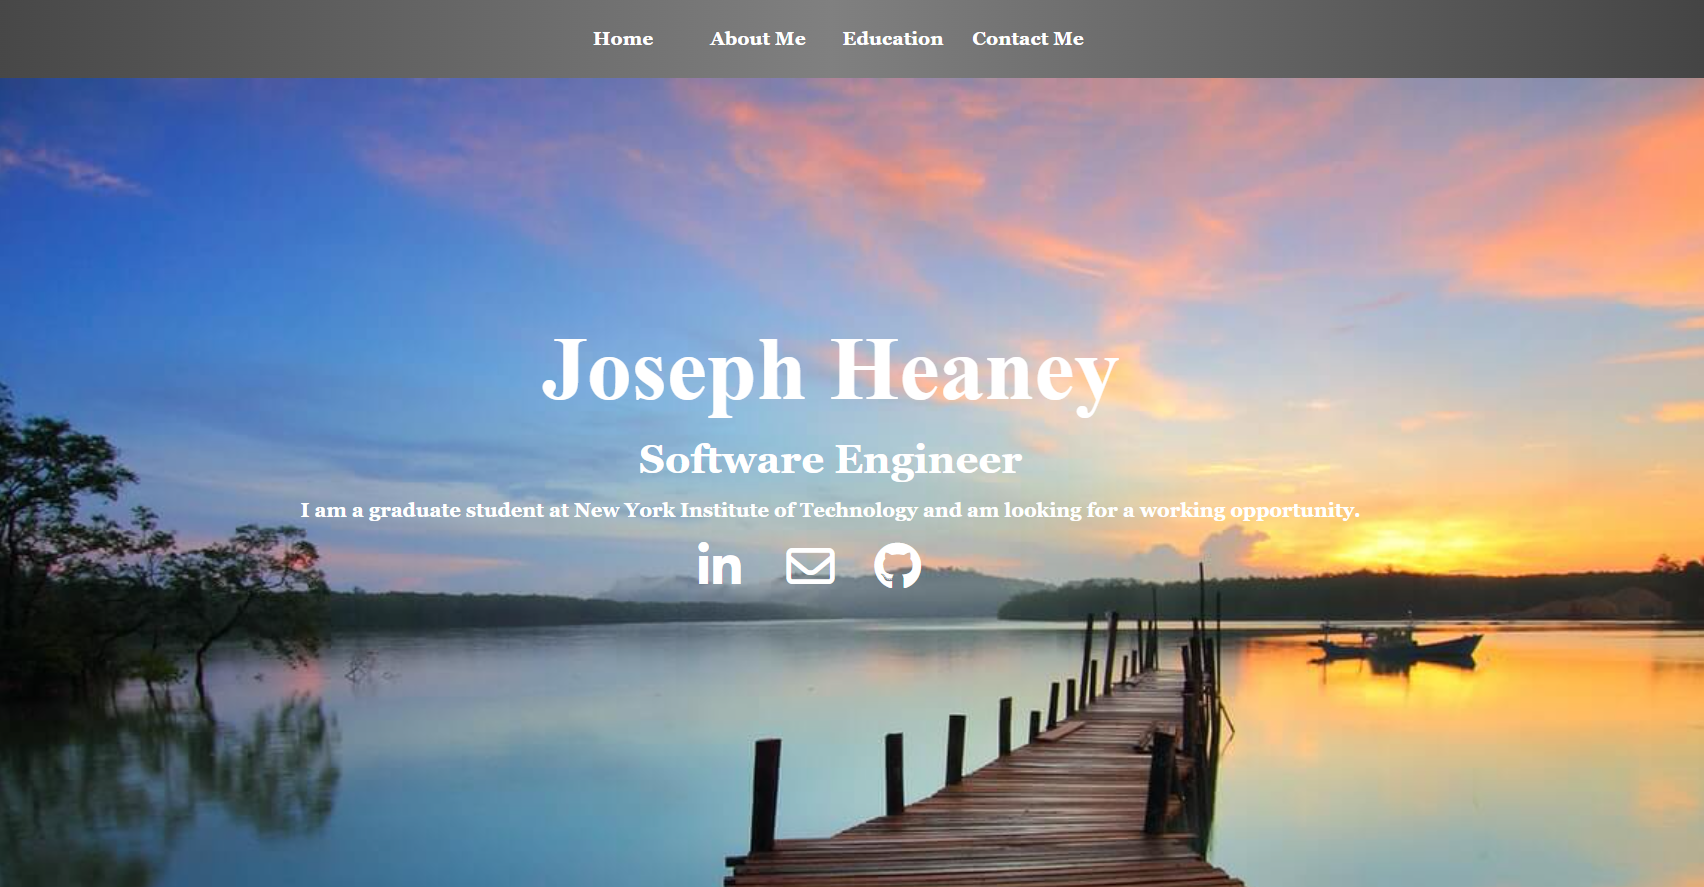 Home About Me Education Contact Me
Joseph Heaney
Software Engineer
I am a graduate student at New York Institute of Technology and am looking for a working opportunity.
in